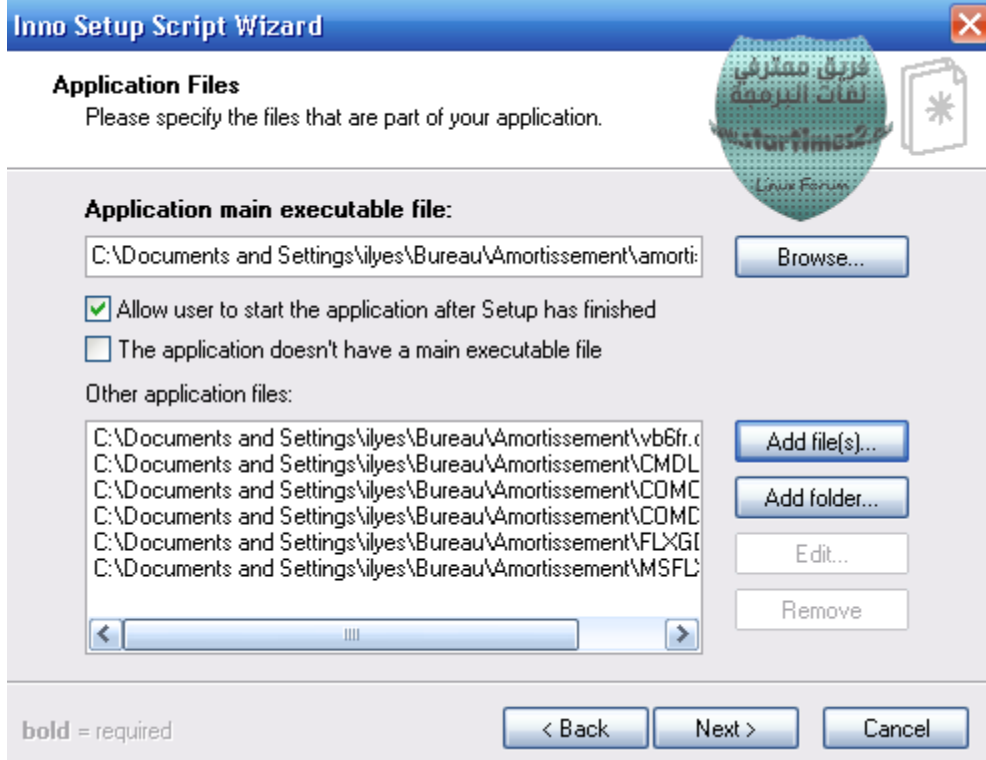 Inno Setup Script Wizard
Application Files
Please specify the files that are part of your application.
فريق محترفي
لغات البرمجة
www.startimes2.c
Linux Forum
Application main executable file:
C:\Documents and Settings\ilyes\Bureau\Amortissement\amorti
Browse...
Allow user to start the application after Setup has finished
The application doesn't have a main executable file
Other application files:
C:\Documents and Settings\ilyes\Bureau\Amortissement\vb6fr.
C:\Documents and Settings\ilyes\Bureau\Amortissement\CMDL
C:\Documents and Settings\ilyes\Bureau\Amortissement\COMC
C:\Documents and Settings\ilyes\Bureau\Amortissement\COMD
C:\Documents and Settings\ilyes\Bureau\Amortissement\FLXGD
C:\Documents and Settings\ilyes\Bureau\Amortissement\MSFLX
Add file(s)...
Add folder...
Edit...
Remove
bold = required
< Back
Next >
Cancel